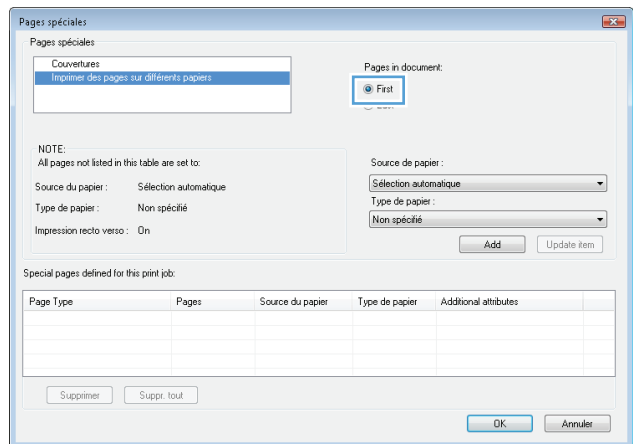 Pages spéciales
Pages spéciales
Couvertures
Imprimer des pages sur différents papiers
Pages in document:
First
NOTE:
All pages not listed in this table are set to:
Source du papier : Sélection automatique
Type de papier : Non spécifié
Impression recto verso : On
Source de papier :
Sélection automatique
Type de papier :
Non spécifié
Add Update item
Special pages defined for this print job:
Page Type Pages Source du papier Type de papier Additional attributes
Supprimer Suppr. tout
OK Annuler